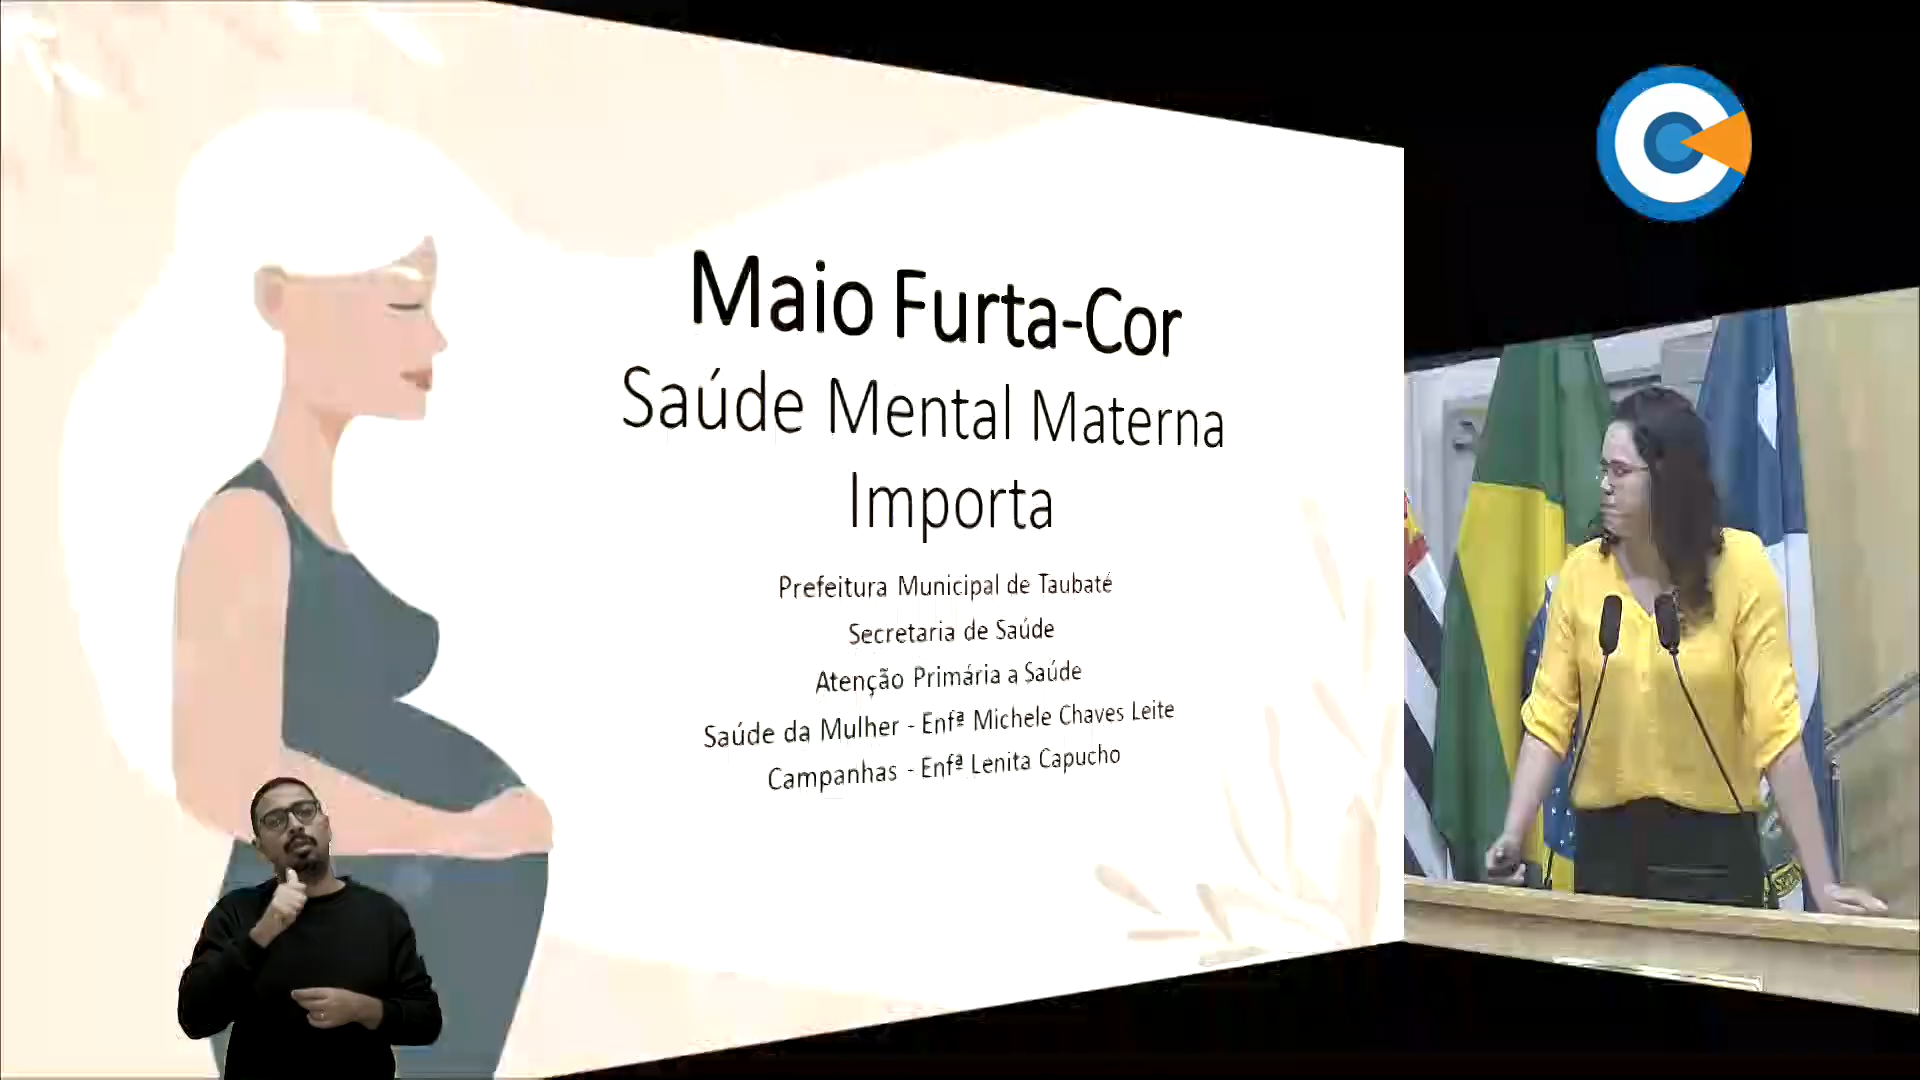 Maio Furta-Cor
Saúde Mental Materna
Importa
Prefeitura Municipal de Taubaté
Secretaria de Saúde
Atenção Primária a Saúde
Saúde da Mulher - Enfª Michele Chaves Leite
Campanhas - Enfª Lenita Capucho